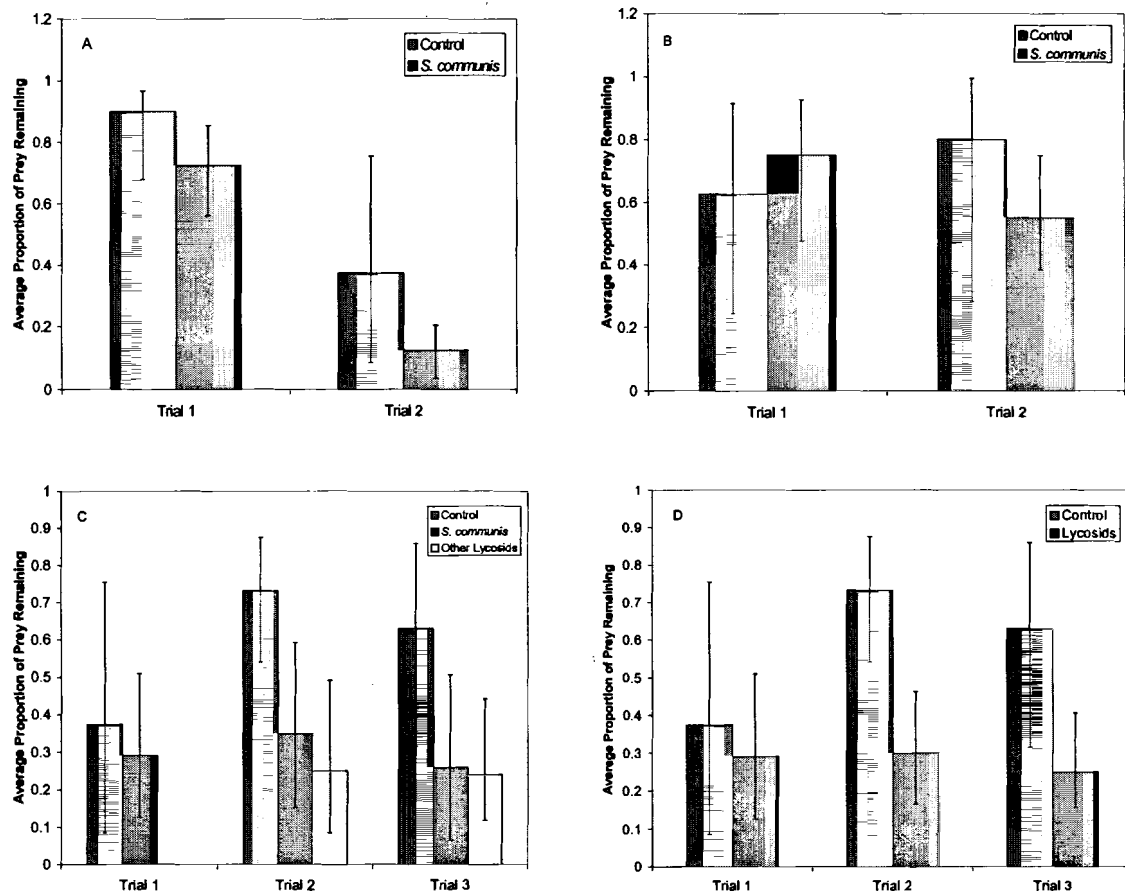 A
Control
S. communis
Average Proportion of Prey Remaining
1.2
1
0.8
0.6
0.4
0.2
0
Trial 1
Trial 2
B
Control
S. communis
Average Proportion of Prey Remaining
1.2
1
0.8
0.6
0.4
0.2
0
Trial 1
Trial 2
C
Control
S. communis
Other Lycosids
Average Proportion of Prey Remaining
1
0.9
0.8
0.7
0.6
0.5
0.4
0.3
0.2
0.1
0
Trial 1
Trial 2
Trial 3
D
Control
Lycosids
Average Proportion of Prey Remaining
1
0.9
0.8
0.7
0.6
0.5
0.4
0.3
0.2
0.1
0
Trial 1
Trial 2
Trial 3